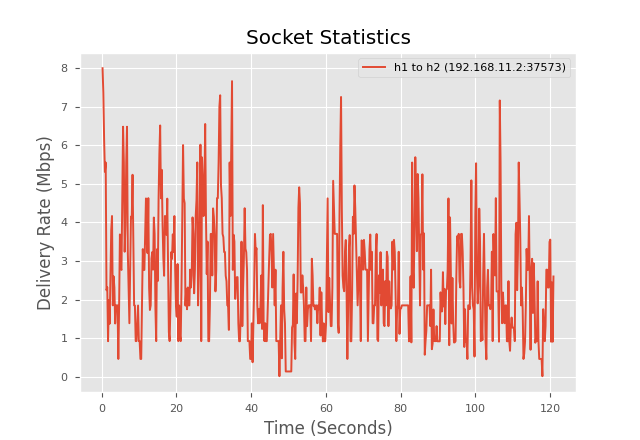 Socket Statistics
h1 to h2 (192.168.11.2:37573)
Delivery Rate (Mbps)
8
7
6
5
4
3
2
1
0
0 20 40 60 80 100 120
Time (Seconds)